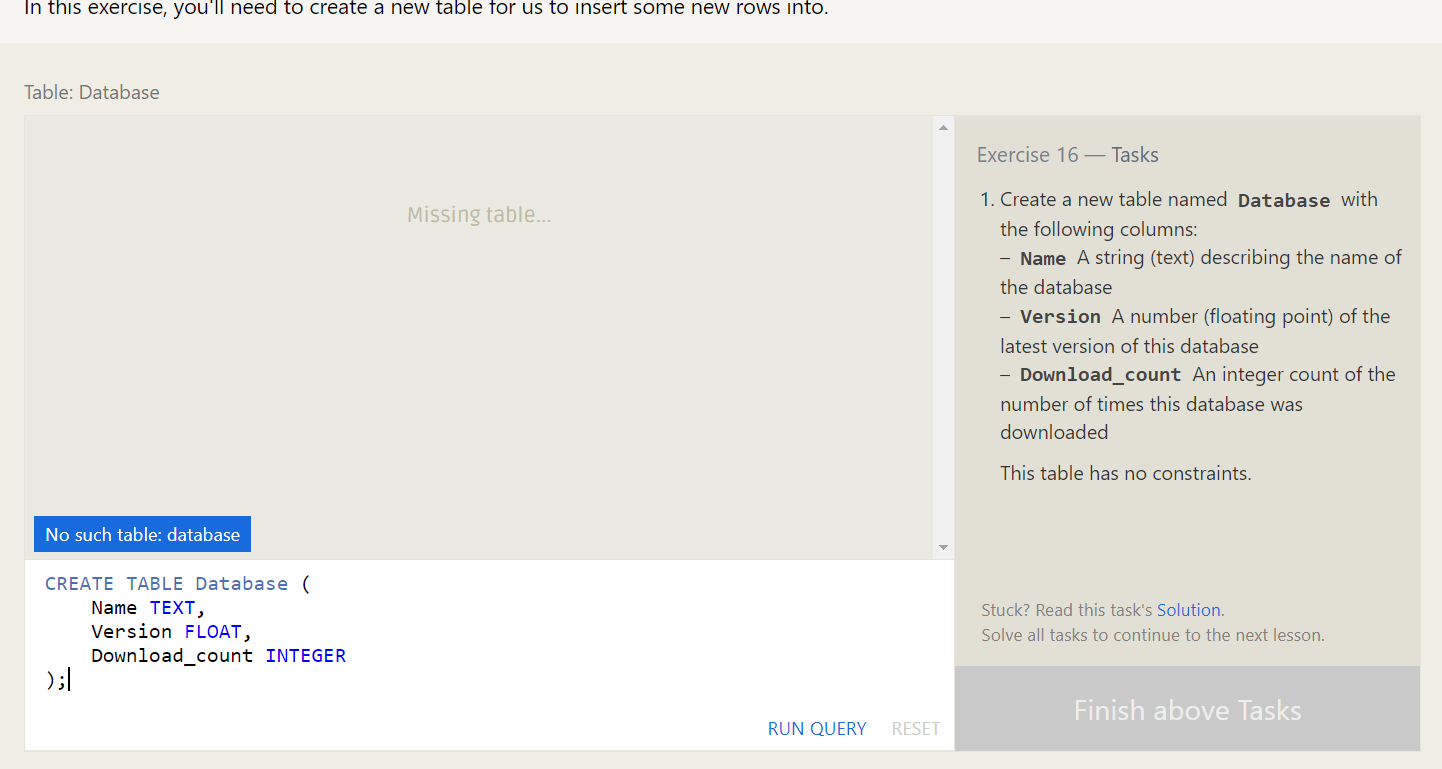 In this exercise, you'll need to create a new table for us to insert some new rows into.
Table: Database
Missing table...
No such table: database
CREATE TABLE Database (
    Name TEXT,
    Version FLOAT,
    Download_count INTEGER
);
RUN QUERY RESET
Exercise 16 — Tasks
1. Create a new table named Database with
the following columns:
– Name A string (text) describing the name of
the database
– Version A number (floating point) of the
latest version of this database
– Download_count An integer count of the
number of times this database was
downloaded
This table has no constraints.
Stuck? Read this task's Solution.
Solve all tasks to continue to the next lesson.
Finish above Tasks